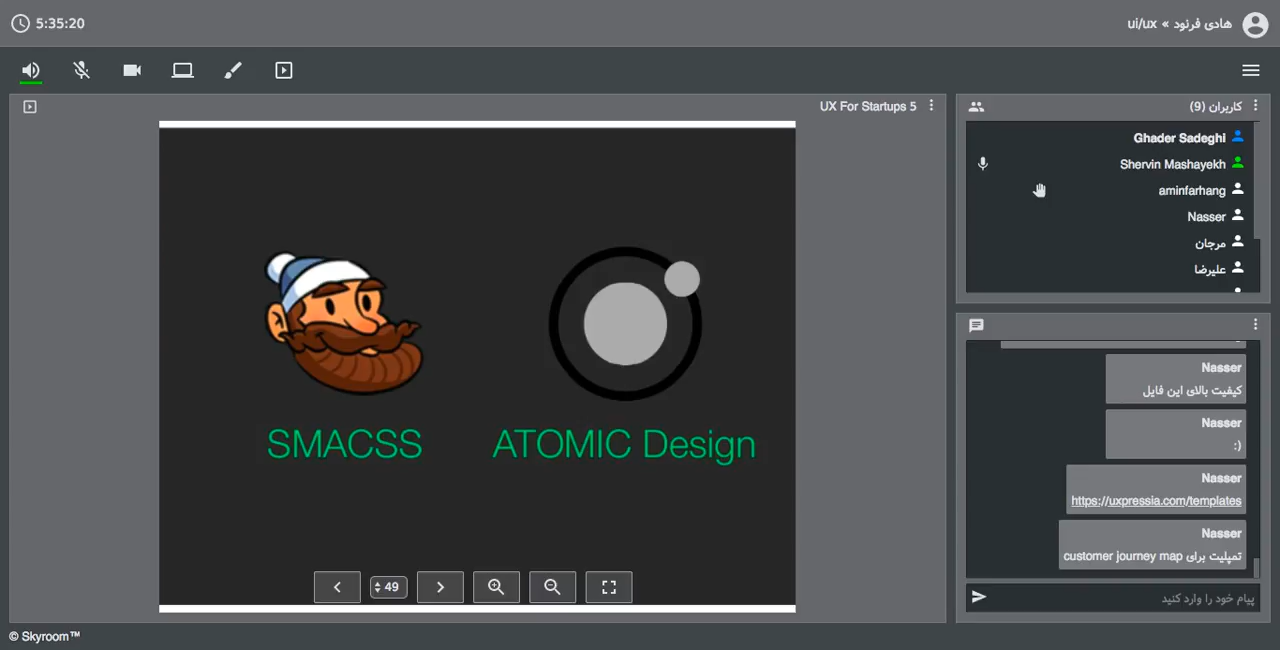 5:35:20
هادی فرنود » ui/ux
UX For Startups 5
SMACSS
ATOMIC Design
49
کاربران (9)
Ghader Sadeghi
Shervin Mashayekh
aminfarhang
Nasser
مرجان
علیرضا
Nasser
کیفیت بالای این فایل
Nasser
:)
Nasser
https://uxpressia.com/templates
Nasser
تمپلیت برای customer journey map
پیام خود را وارد کنید
© Skyroom™